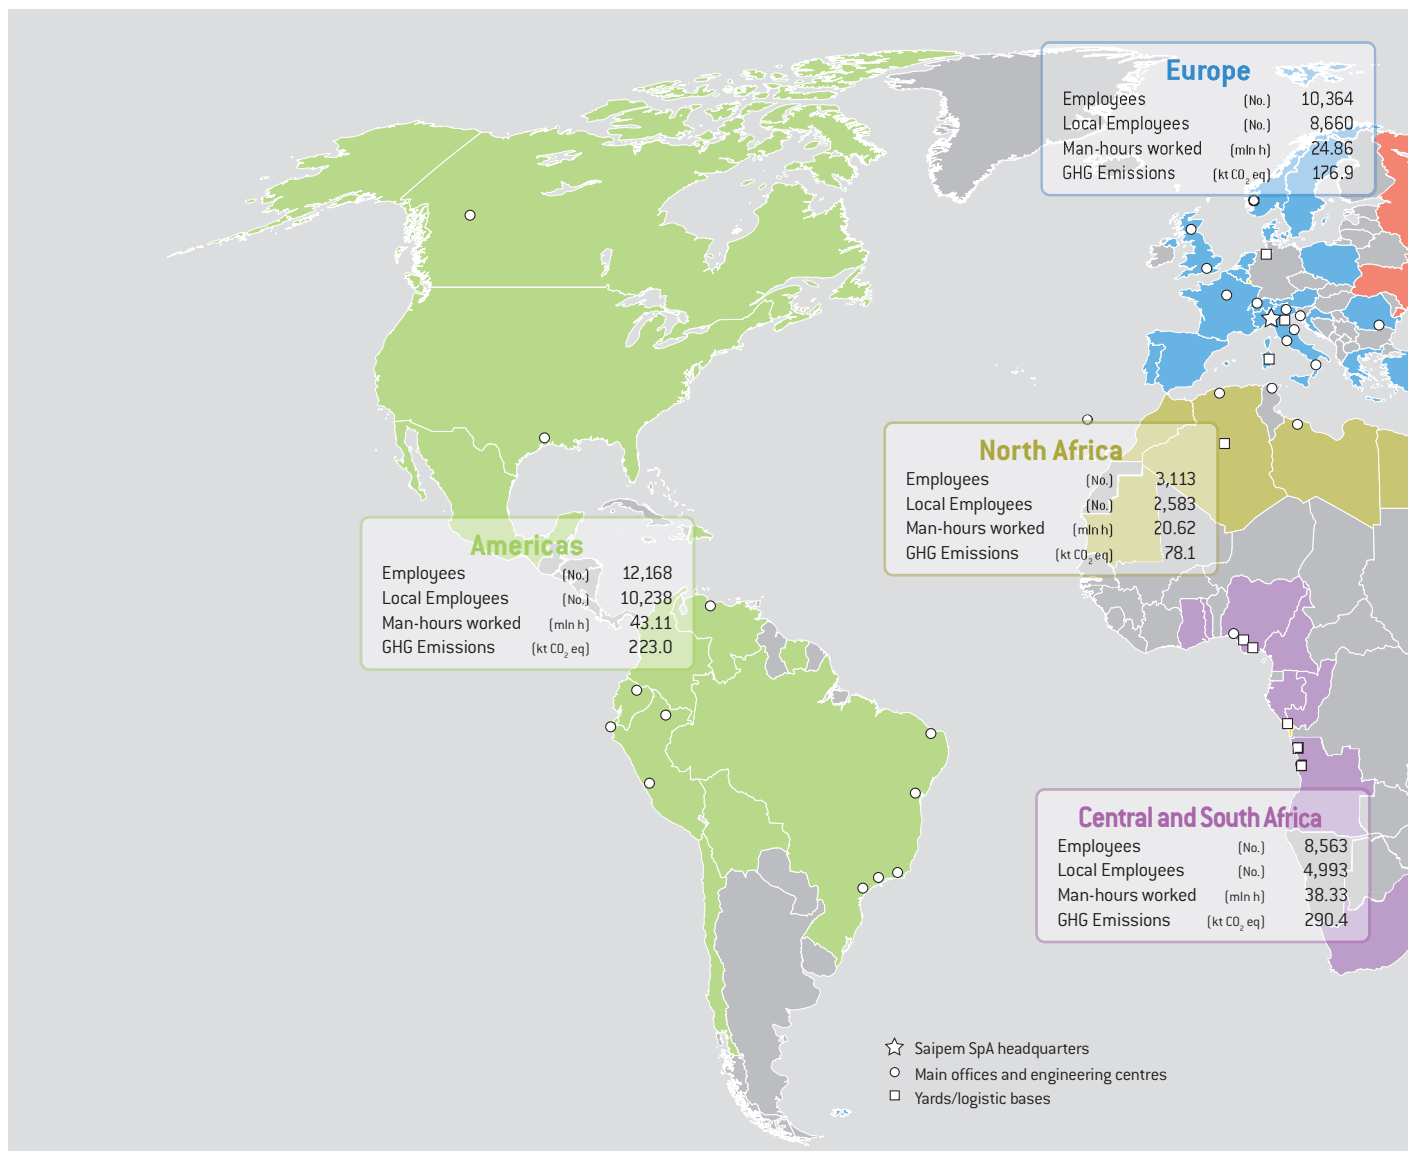 Europe
Employees (No.) 10,364
Local Employees (No.) 8,660
Man-hours worked (mln h) 24.86
GHG Emissions (kt CO2 eq) 176.9
North Africa
Employees (No.) 3,113
Local Employees (No.) 2,583
Man-hours worked (mln h) 20.62
GHG Emissions (kt CO2 eq) 78.1
Americas
Employees (No.) 12,168
Local Employees (No.) 10,238
Man-hours worked (mln h) 43.11
GHG Emissions (kt CO2 eq) 223.0
Central and South Africa
Employees (No.) 8,563
Local Employees (No.) 4,993
Man-hours worked (mln h) 38.33
GHG Emissions (kt CO2 eq) 290.4
Saipem SpA headquarters
Main offices and engineering centres
Yards/logistic bases